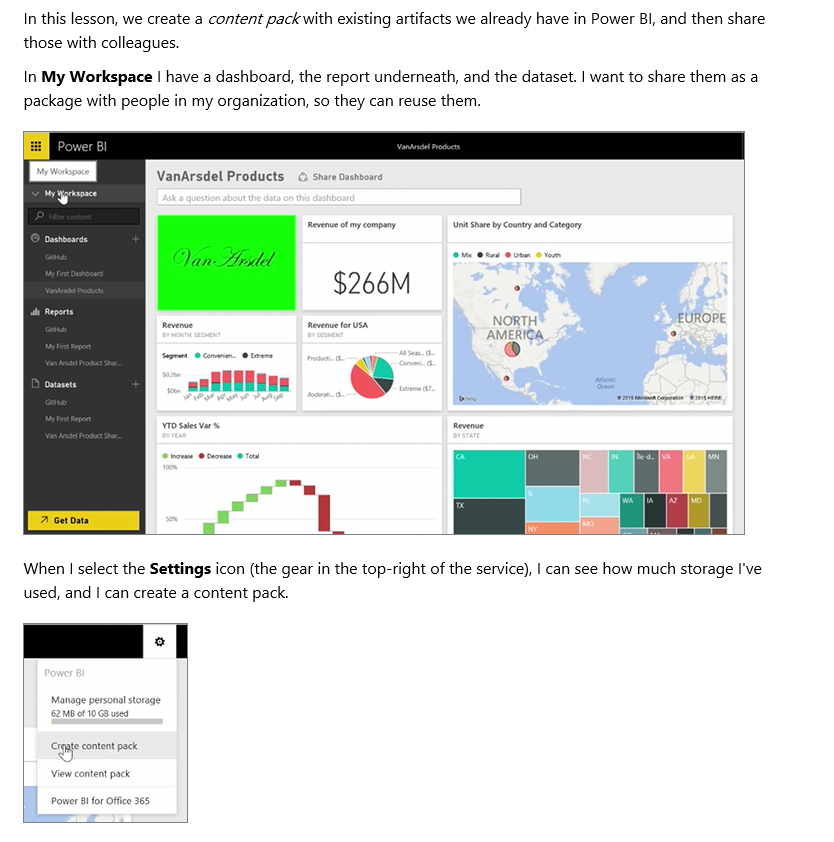 In this lesson, we create a content pack with existing artifacts we already have in Power BI, and then share
those with colleagues.
In My Workspace I have a dashboard, the report underneath, and the dataset. I want to share them as a
package with people in my organization, so they can reuse them.
Power BI
VanArsdel Products
My Workspace
My Workspace
Filter content
Dashboards
GitHub
My First Dashboard
VanArsdel Products
Reports
GitHub
My First Report
Van Arsdel Product Shar...
Datasets
GitHub
My First Report
Van Arsdel Product Shar...
Get Data
VanArsdel Products
Share Dashboard
Ask a question about the data on this dashboard
Van Arsdel
Revenue of my company
$266M
Unit Share by Country and Category
Mix Rural Urban Youth
NORTH
AMERICA
EUROPE
Atlantic
Ocean
bing
© 2015 Microsoft Corporation © 2015 HERE
Revenue
BY MONTH, SEGMENT
Segment Convenien... Extreme
$0.2bn
$0bn
Jan Feb Mar Apr May Jun Jul Aug Sep
Revenue for USA
BY SEGMENT
Producti... ($...
All Seas... ($...
Conveni... ($...
Moderati... ($...
Extreme ($7...
YTD Sales Var %
BY YEAR
Increase Decrease Total
100%
50%
Revenue
BY STATE
CA OH NC IN VA GA MN
TX IL NJ WA IA AZ MD
NY MO
When I select the Settings icon (the gear in the top-right of the service), I can see how much storage I've
used, and I can create a content pack.
Power BI
Manage personal storage
62 MB of 10 GB used
Create content pack
View content pack
Power BI for Office 365